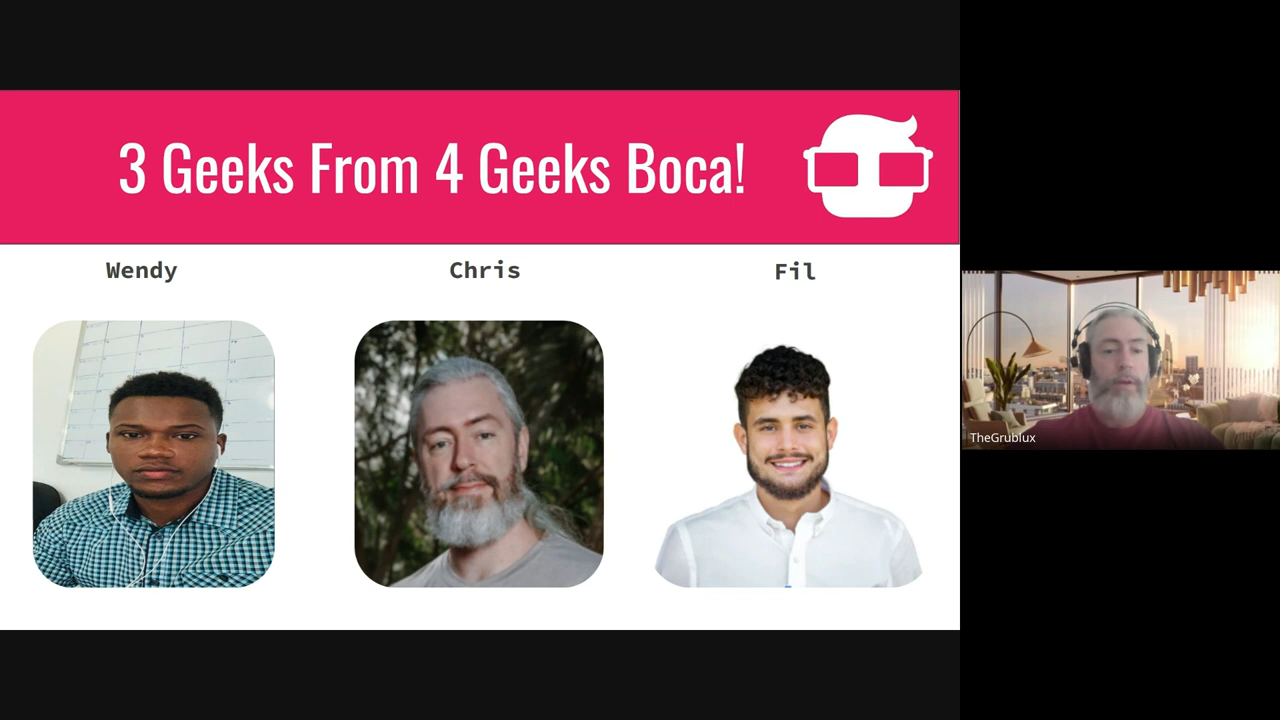 3 Geeks From 4 Geeks Boca!
Wendy
Chris
Fil
TheGrublux